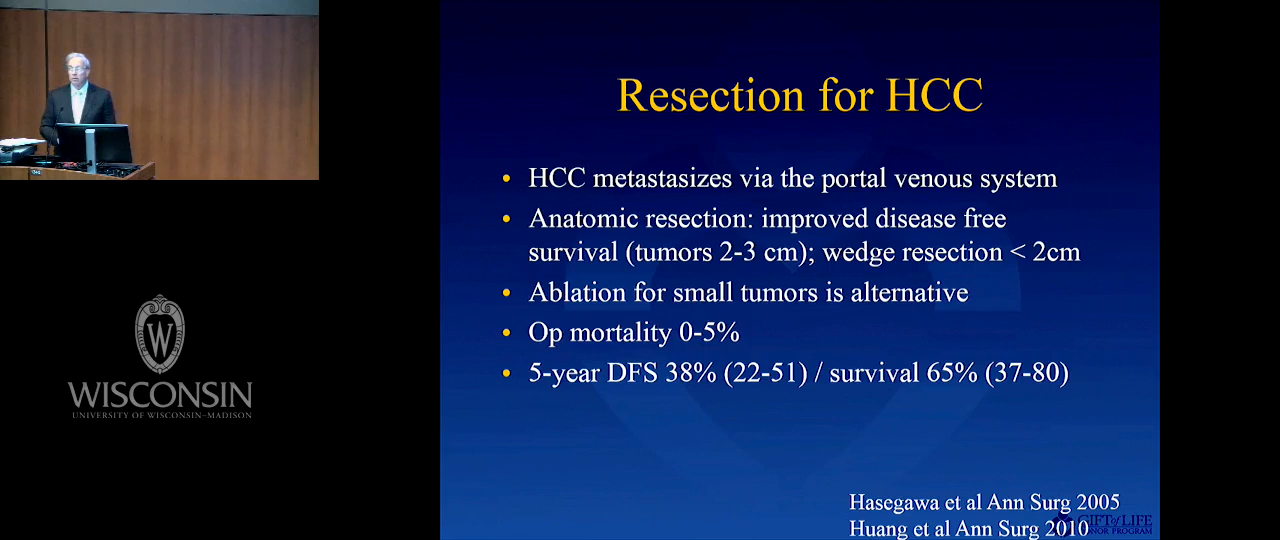 Resection for HCC
• HCC metastasizes via the portal venous system
• Anatomic resection: improved disease free
survival (tumors 2-3 cm); wedge resection < 2cm
• Ablation for small tumors is alternative
• Op mortality 0-5%
• 5-year DFS 38% (22-51) / survival 65% (37-80)
Hasegawa et al Ann Surg 2005
Huang et al Ann Surg 2010
GIFT of LIFE
DONOR PROGRAM
W
WISCONSIN
UNIVERSITY OF WISCONSIN–MADISON